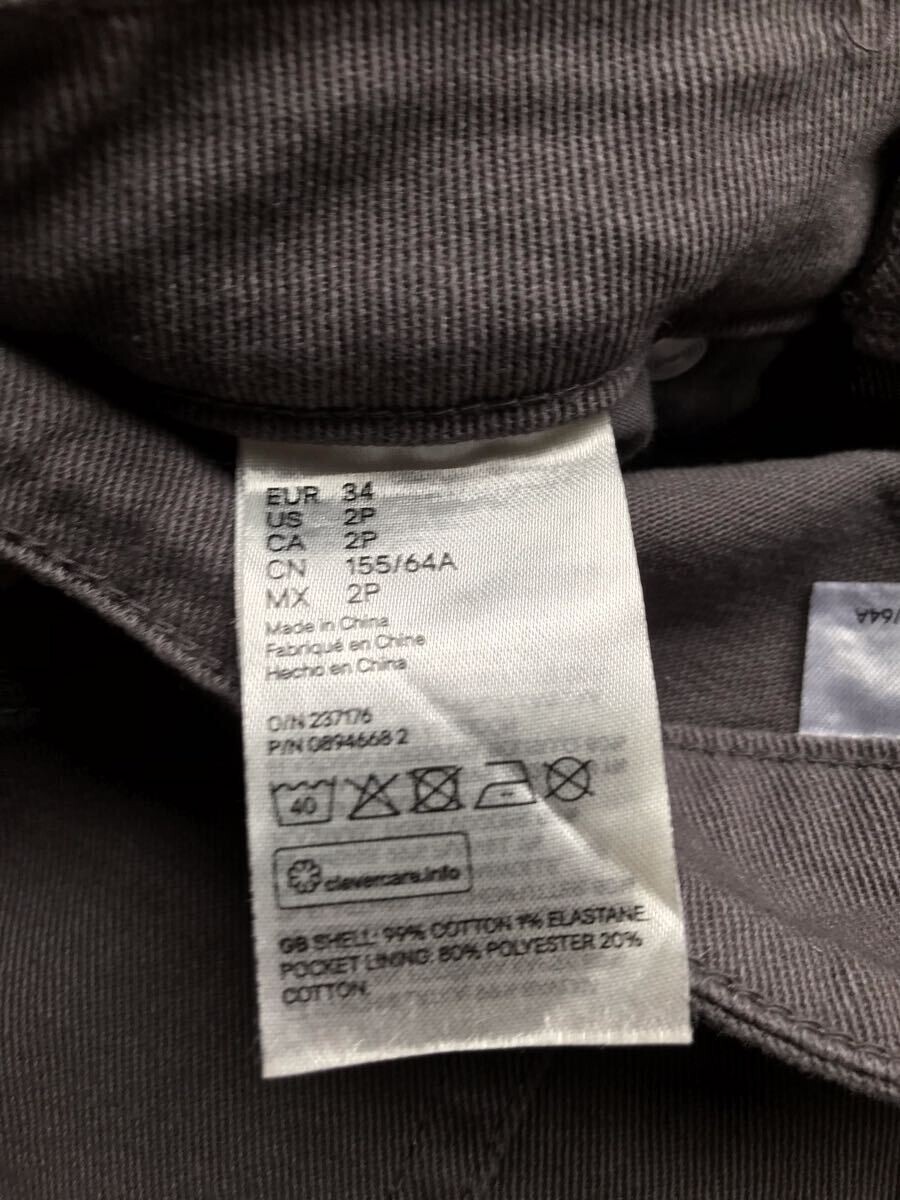 EUR 34
US 2P
CA 2P
CN 155/64A
MX 2P
Made in China
Fabriqué en Chine
Hecho en China
O/N 237176
P/N 0894668 2
40
clevercare.info
GB SHELL: 99% COTTON 1% ELASTANE.
POCKET LINING: 80% POLYESTER 20%
COTTON.
/64A